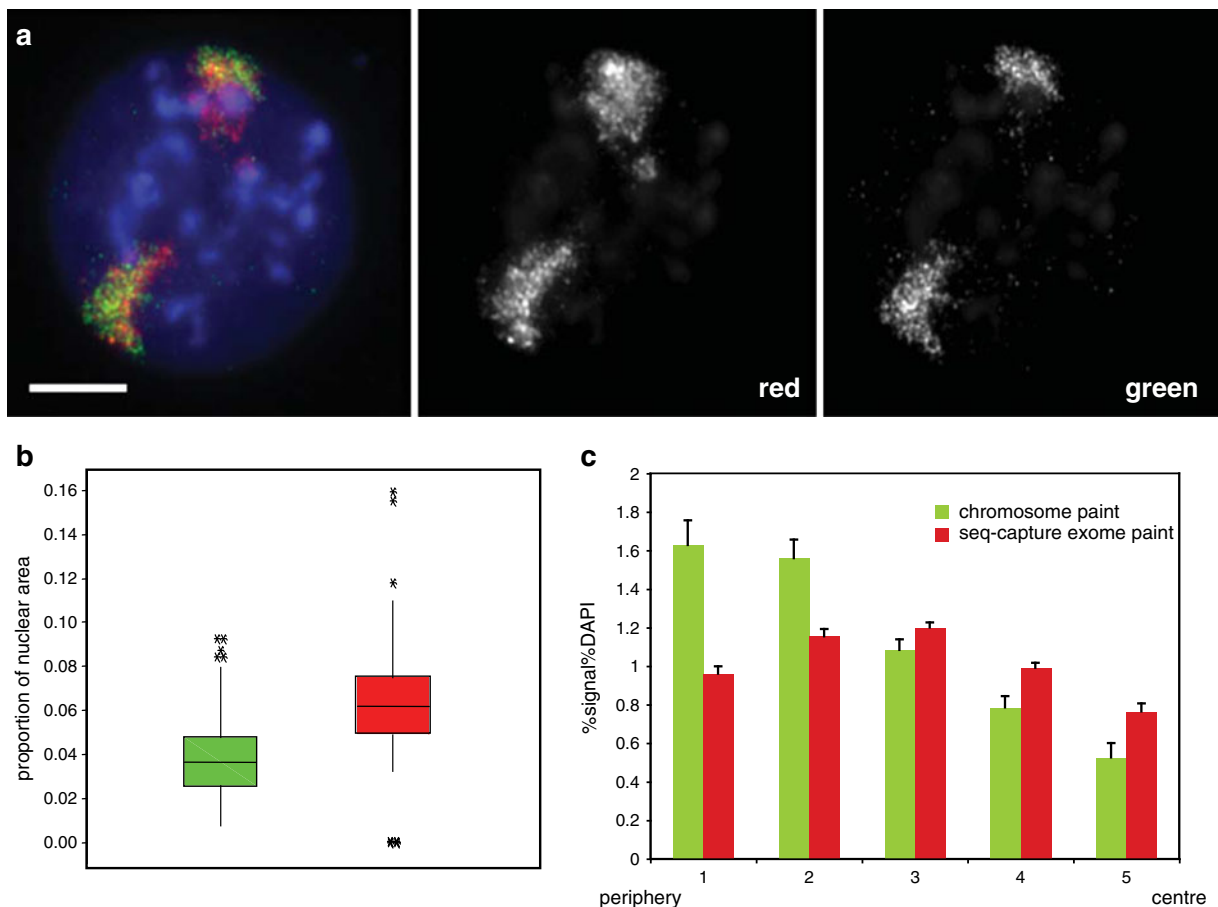 a
red
green
b
proportion of nuclear area
0.16
0.14
0.12
0.10
0.08
0.06
0.04
0.02
0.00
c
%signal%DAPI
2
1.8
1.6
1.4
1.2
1
0.8
0.6
0.4
0.2
0
chromosome paint
seq-capture exome paint
1 2 3 4 5
periphery centre